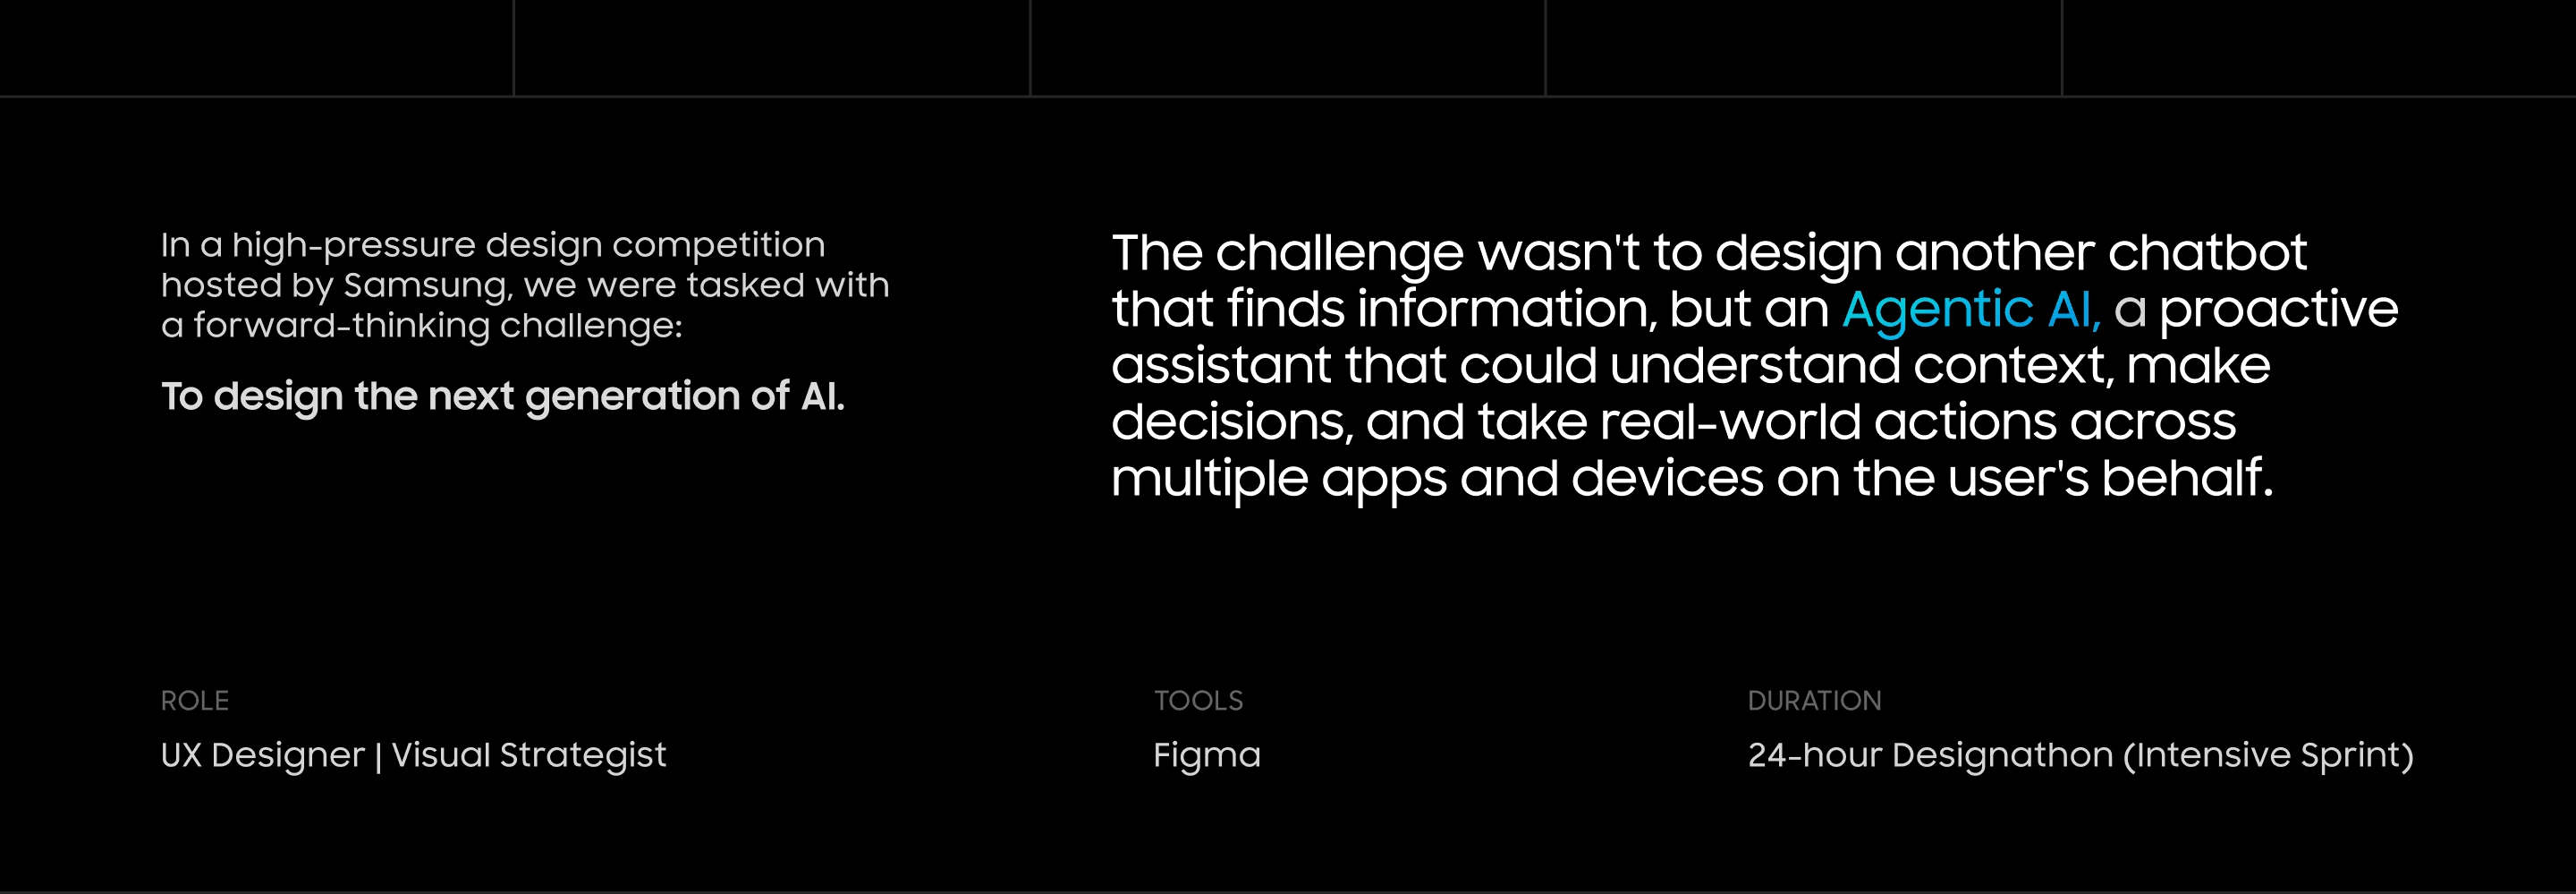 In a high-pressure design competition
hosted by Samsung, we were tasked with
a forward-thinking challenge:
To design the next generation of AI.
The challenge wasn't to design another chatbot
that finds information, but an Agentic AI, a proactive
assistant that could understand context, make
decisions, and take real-world actions across
multiple apps and devices on the user's behalf.
ROLE
UX Designer | Visual Strategist
TOOLS
Figma
DURATION
24-hour Designathon (Intensive Sprint)